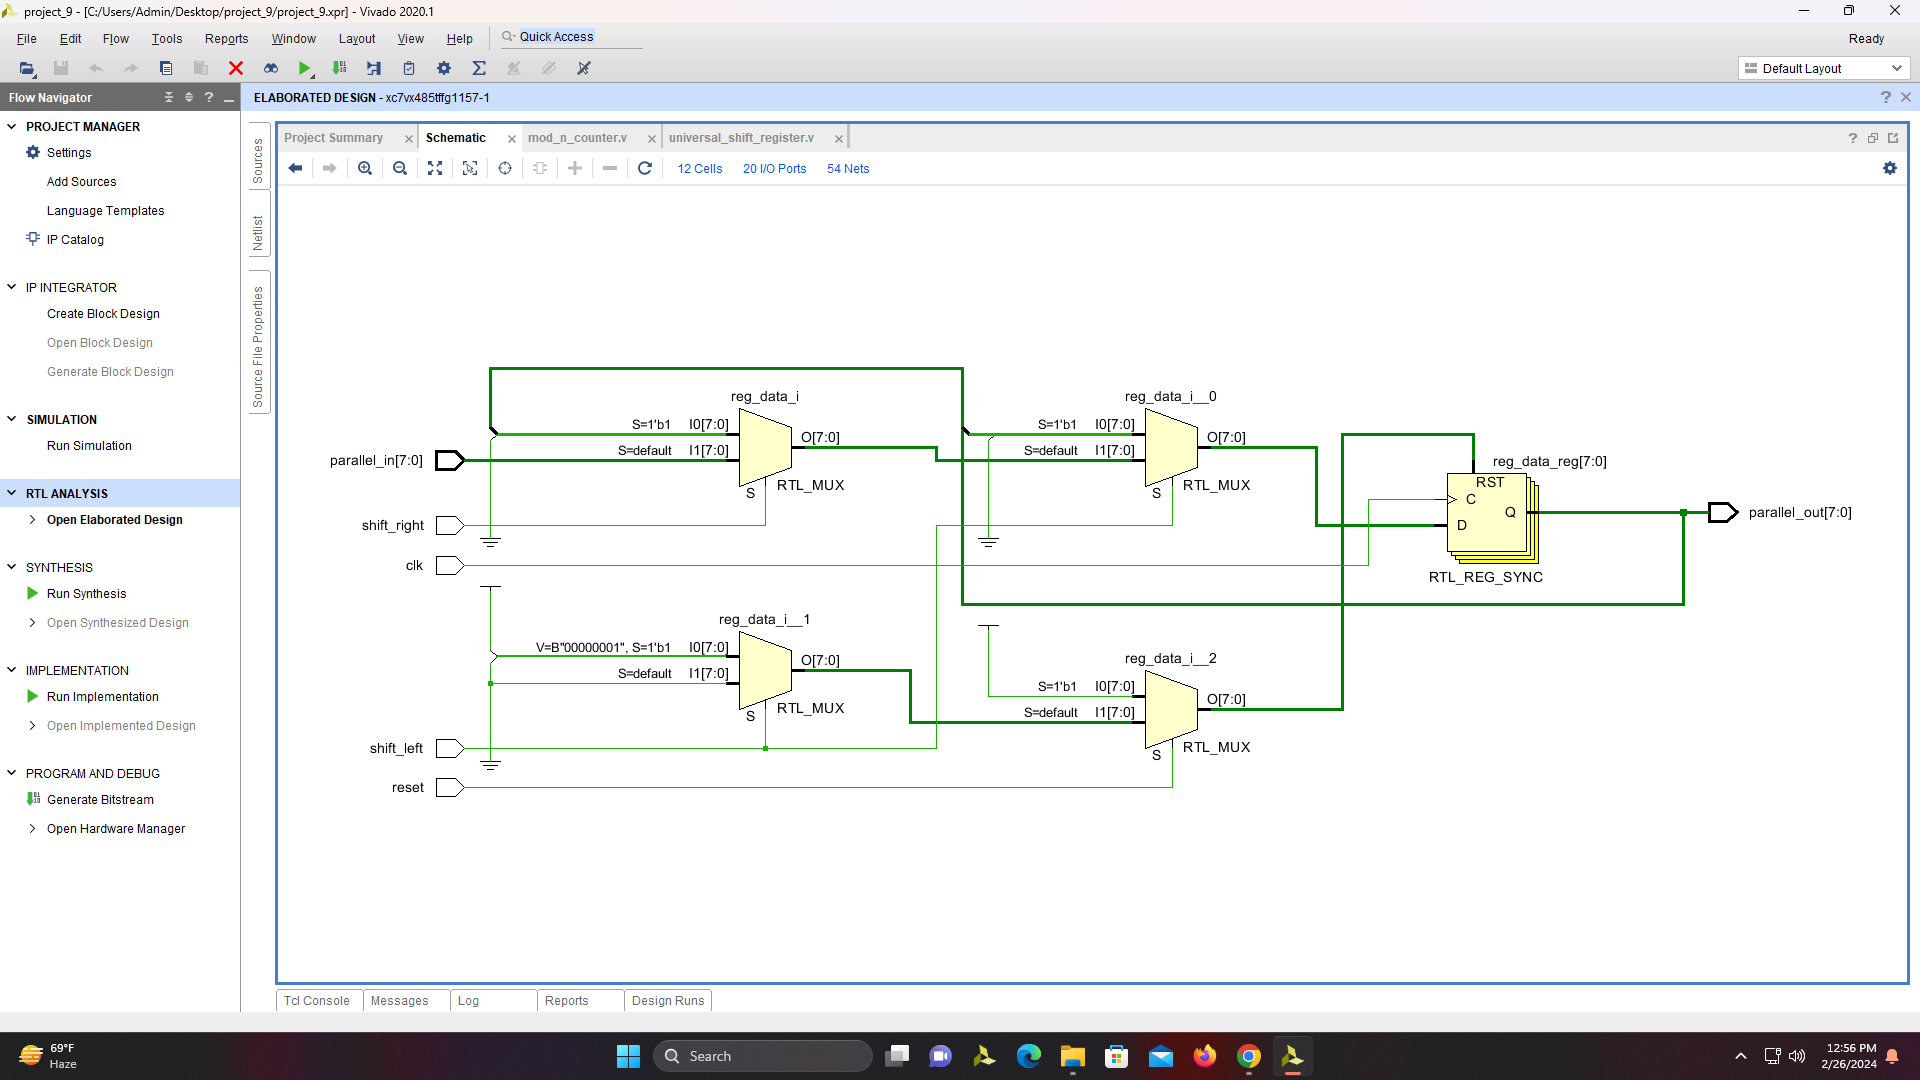 project_9 - [C:/Users/Admin/Desktop/project_9/project_9.xpr] - Vivado 2020.1
File Edit Flow Tools Reports Window Layout View Help Quick Access Ready
Default Layout
Flow Navigator
ELABORATED DESIGN - xc7vx485tffg1157-1
PROJECT MANAGER
Settings
Add Sources
Language Templates
IP Catalog
IP INTEGRATOR
Create Block Design
Open Block Design
Generate Block Design
SIMULATION
Run Simulation
RTL ANALYSIS
Open Elaborated Design
SYNTHESIS
Run Synthesis
Open Synthesized Design
IMPLEMENTATION
Run Implementation
Open Implemented Design
PROGRAM AND DEBUG
Generate Bitstream
Open Hardware Manager
Sources
Netlist
Source File Properties
Project Summary Schematic mod_n_counter.v universal_shift_register.v
12 Cells 20 I/O Ports 54 Nets
reg_data_i
S=1'b1 I0[7:0]
S=default I1[7:0]
O[7:0]
S
RTL_MUX
reg_data_i__0
S=1'b1 I0[7:0]
S=default I1[7:0]
O[7:0]
S
RTL_MUX
parallel_in[7:0]
shift_right
clk
reg_data_reg[7:0]
RST
C
Q
D
RTL_REG_SYNC
parallel_out[7:0]
reg_data_i__1
V=B"00000001", S=1'b1 I0[7:0]
S=default I1[7:0]
O[7:0]
S
RTL_MUX
reg_data_i__2
S=1'b1 I0[7:0]
S=default I1[7:0]
O[7:0]
S
RTL_MUX
shift_left
reset
Tcl Console Messages Log Reports Design Runs
69°F
Haze
Search
12:56 PM
2/26/2024